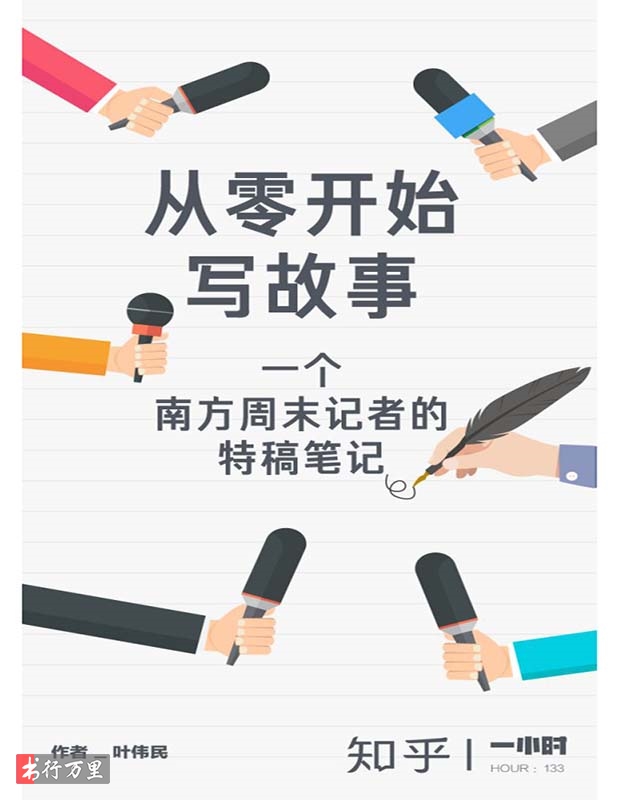 从零开始
写故事
一个
南方周末记者的
特稿笔记
作者 _ 叶伟民
书行万里
知乎 | 一小时
HOUR : 133